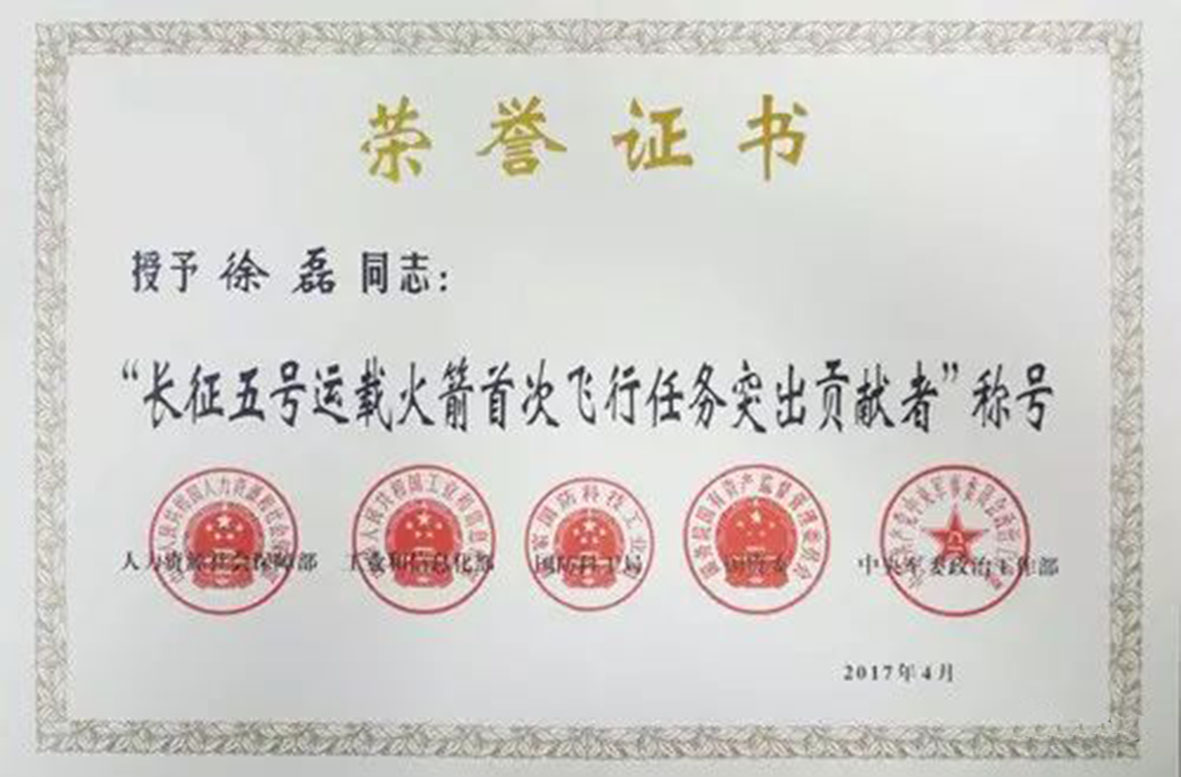 荣誉证书
授予 徐磊 同志：
“长征五号运载火箭首次飞行任务突出贡献者”称号
人力资源社会保障部 工业和信息化部 国防科工局 国资委 中央军委政治工作部
2017年4月